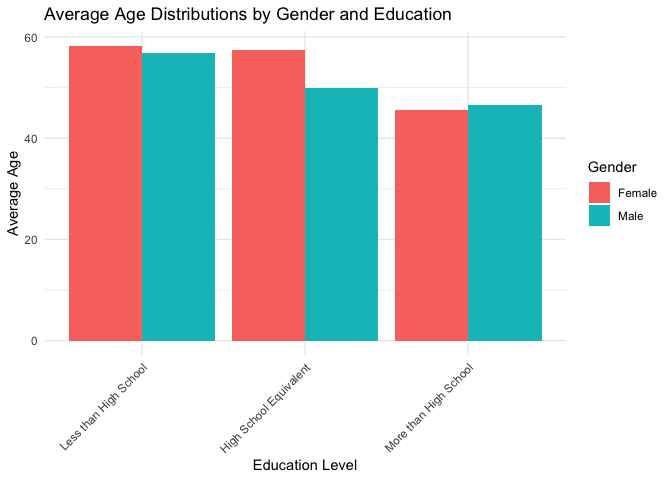 Average Age Distributions by Gender and Education
60
40
20
0
Average Age
Less than High School
High School Equivalent
More than High School
Education Level
Gender
Female
Male